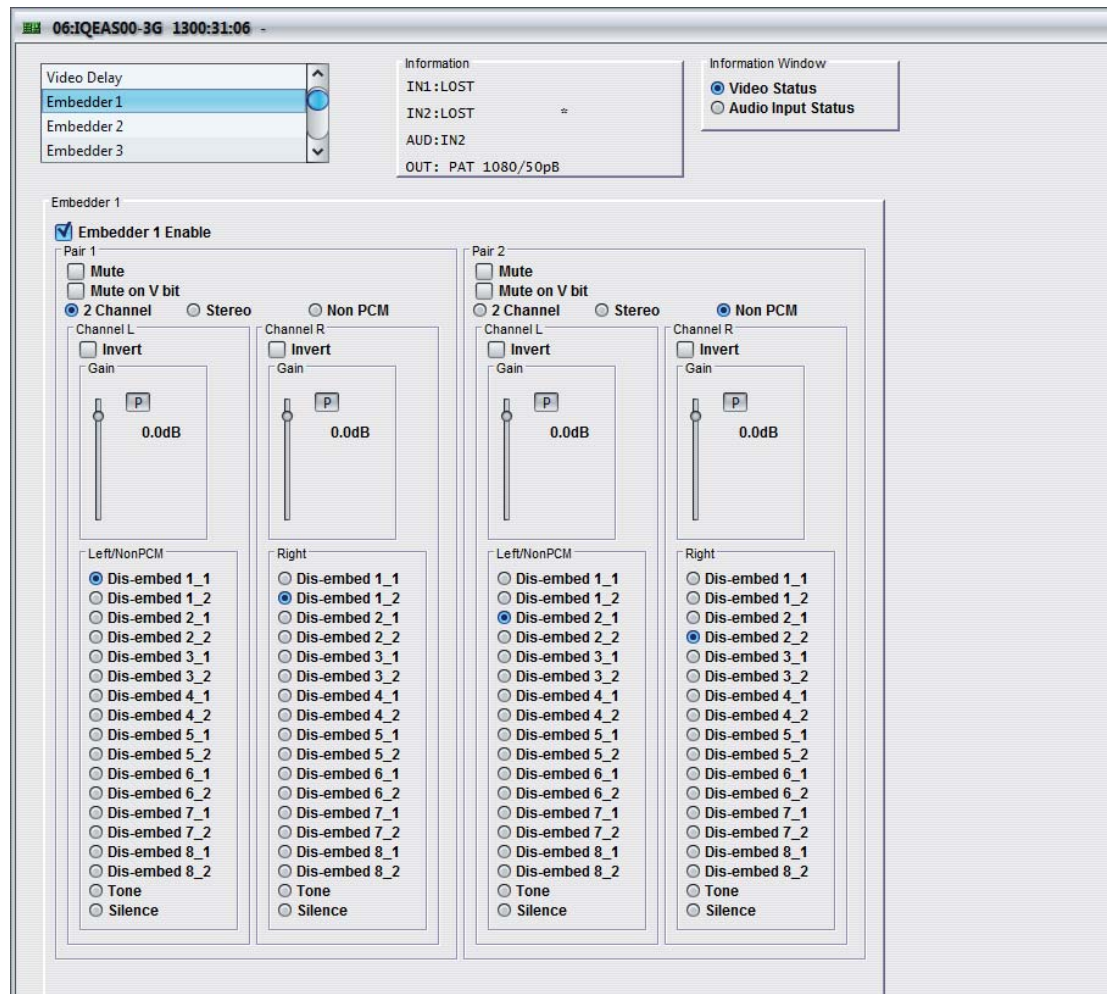 06:IQEAS00-3G 1300:31:06 -
Video Delay
Embedder 1
Embedder 2
Embedder 3
Information
IN1:LOST
IN2:LOST *
AUD:IN2
OUT: PAT 1080/50pB
Information Window
Video Status
Audio Input Status
Embedder 1
Embedder 1 Enable
Pair 1
Mute
Mute on V bit
2 Channel Stereo Non PCM
Channel L
Invert
Gain
P
0.0dB
Left/NonPCM
Dis-embed 1_1
Dis-embed 1_2
Dis-embed 2_1
Dis-embed 2_2
Dis-embed 3_1
Dis-embed 3_2
Dis-embed 4_1
Dis-embed 4_2
Dis-embed 5_1
Dis-embed 5_2
Dis-embed 6_1
Dis-embed 6_2
Dis-embed 7_1
Dis-embed 7_2
Dis-embed 8_1
Dis-embed 8_2
Tone
Silence
Channel R
Invert
Gain
P
0.0dB
Right
Dis-embed 1_1
Dis-embed 1_2
Dis-embed 2_1
Dis-embed 2_2
Dis-embed 3_1
Dis-embed 3_2
Dis-embed 4_1
Dis-embed 4_2
Dis-embed 5_1
Dis-embed 5_2
Dis-embed 6_1
Dis-embed 6_2
Dis-embed 7_1
Dis-embed 7_2
Dis-embed 8_1
Dis-embed 8_2
Tone
Silence
Pair 2
Mute
Mute on V bit
2 Channel Stereo Non PCM
Channel L
Invert
Gain
P
0.0dB
Left/NonPCM
Dis-embed 1_1
Dis-embed 1_2
Dis-embed 2_1
Dis-embed 2_2
Dis-embed 3_1
Dis-embed 3_2
Dis-embed 4_1
Dis-embed 4_2
Dis-embed 5_1
Dis-embed 5_2
Dis-embed 6_1
Dis-embed 6_2
Dis-embed 7_1
Dis-embed 7_2
Dis-embed 8_1
Dis-embed 8_2
Tone
Silence
Channel R
Invert
Gain
P
0.0dB
Right
Dis-embed 1_1
Dis-embed 1_2
Dis-embed 2_1
Dis-embed 2_2
Dis-embed 3_1
Dis-embed 3_2
Dis-embed 4_1
Dis-embed 4_2
Dis-embed 5_1
Dis-embed 5_2
Dis-embed 6_1
Dis-embed 6_2
Dis-embed 7_1
Dis-embed 7_2
Dis-embed 8_1
Dis-embed 8_2
Tone
Silence